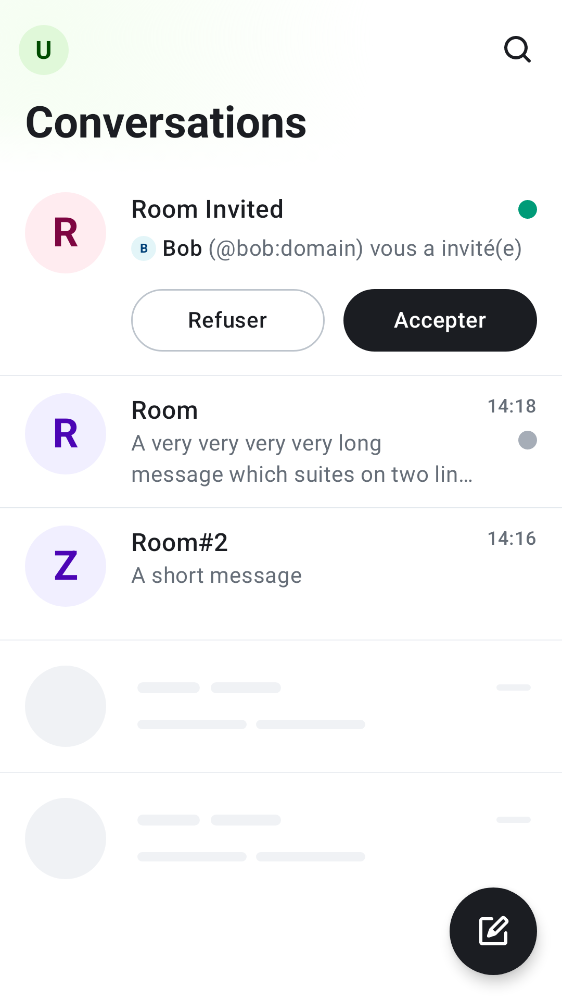 U
Conversations
R
Room Invited
B Bob (@bob:domain) vous a invité(e)
Refuser
Accepter
R
Room
14:18
A very very very very long
message which suites on two lin…
Z
Room#2
14:16
A short message